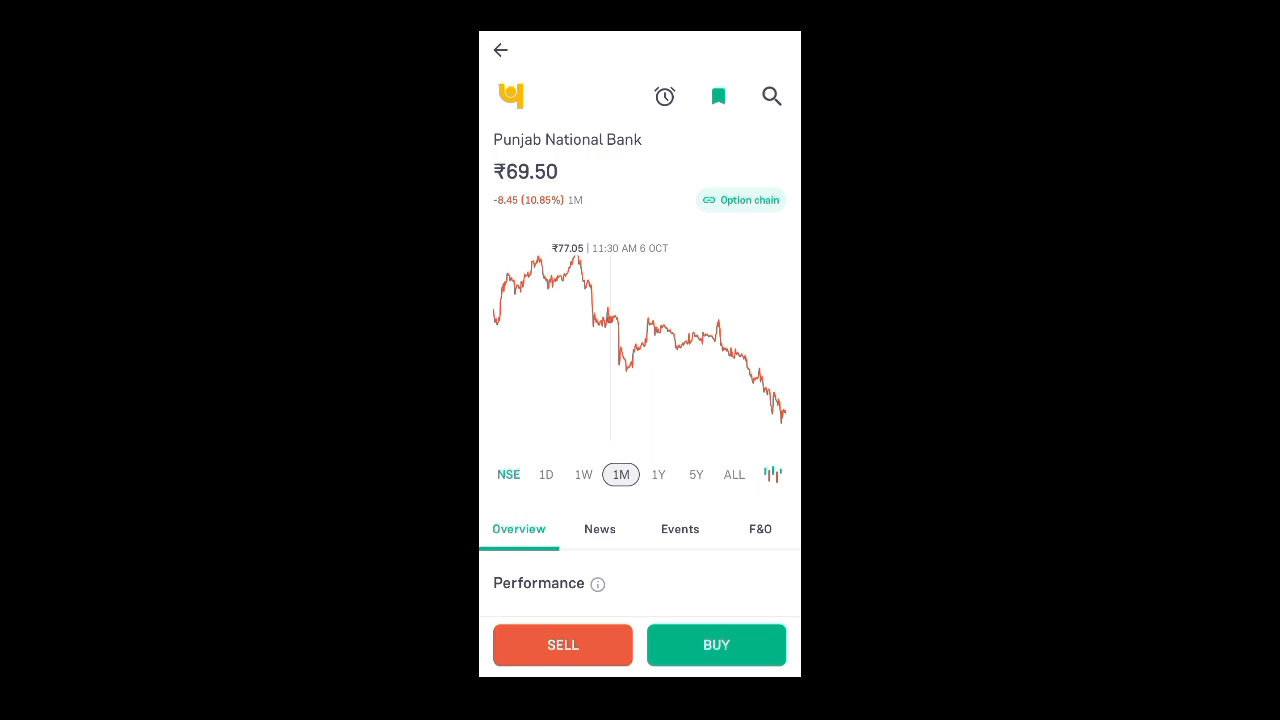 Punjab National Bank
₹69.50
-8.45 (10.85%) 1M
Option chain
₹77.05 | 11:30 AM 6 OCT
NSE 1D 1W 1M 1Y 5Y ALL
Overview News Events F&O
Performance
SELL BUY